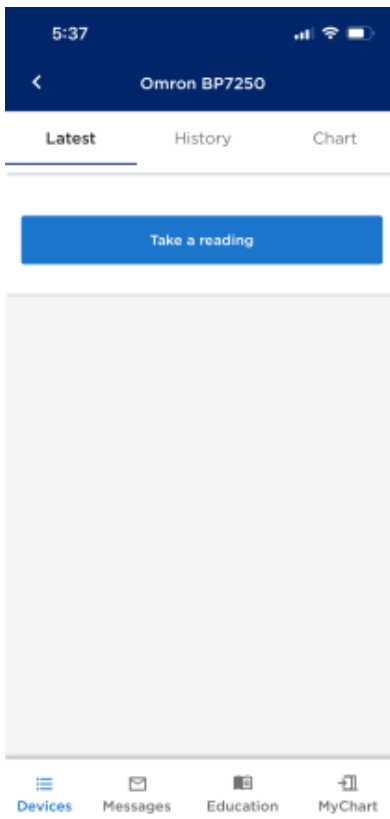 5:37
Omron BP7250
Latest History Chart
Take a reading
Devices Messages Education MyChart